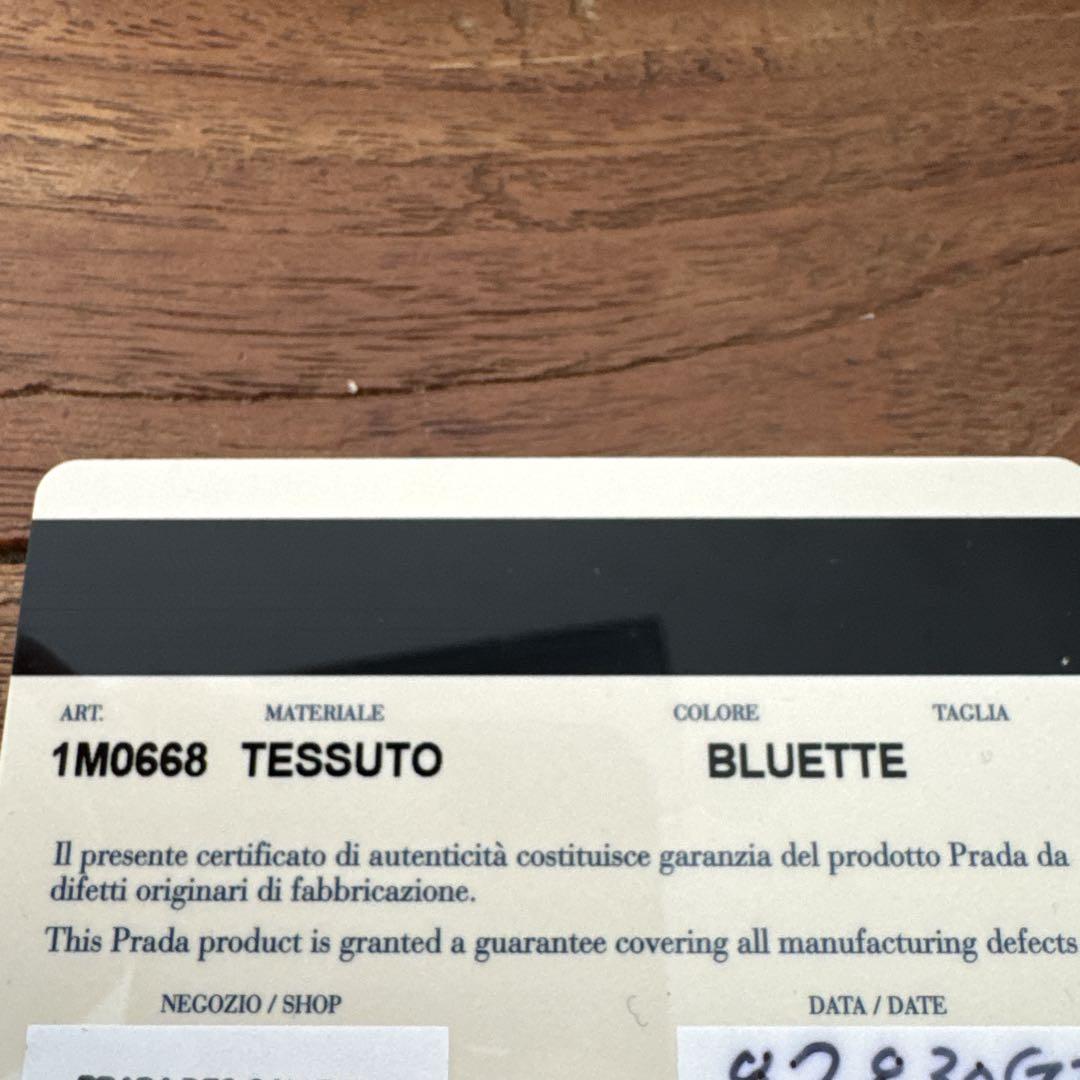 ART. MATERIALE COLORE TAGLIA
1M0668 TESSUTO BLUETTE
Il presente certificato di autenticità costituisce garanzia del prodotto Prada da
difetti originari di fabbricazione.
This Prada product is granted a guarantee covering all manufacturing defects
NEGOZIO / SHOP DATA / DATE